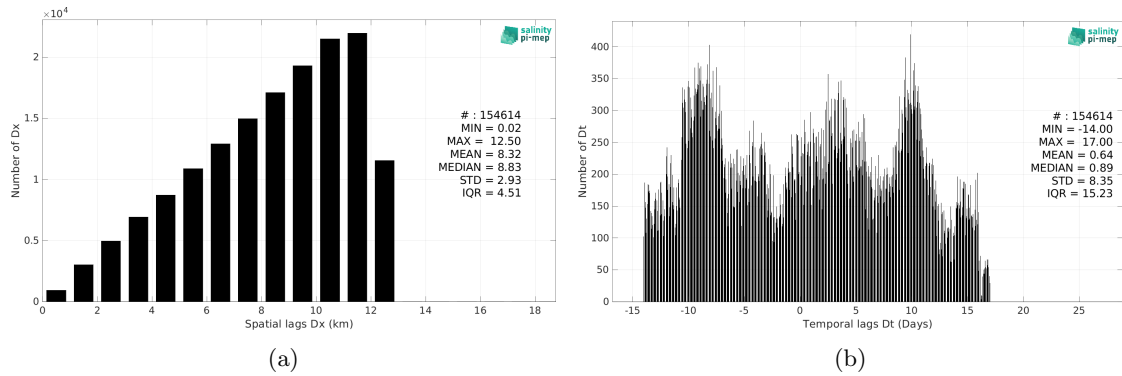 ×10⁴
2
1.5
1
0.5
0
Number of Dx
0 2 4 6 8 10 12 14 16 18
Spatial lags Dx (km)
salinity
pi-mep
# : 154614
MIN = 0.02
MAX = 12.50
MEAN = 8.32
MEDIAN = 8.83
STD = 2.93
IQR = 4.51
(a)
400
350
300
250
200
150
100
50
0
Number of Dt
-15 -10 -5 0 5 10 15 20 25
Temporal lags Dt (Days)
salinity
pi-mep
# : 154614
MIN = -14.00
MAX = 17.00
MEAN = 0.64
MEDIAN = 0.89
STD = 8.35
IQR = 15.23
(b)